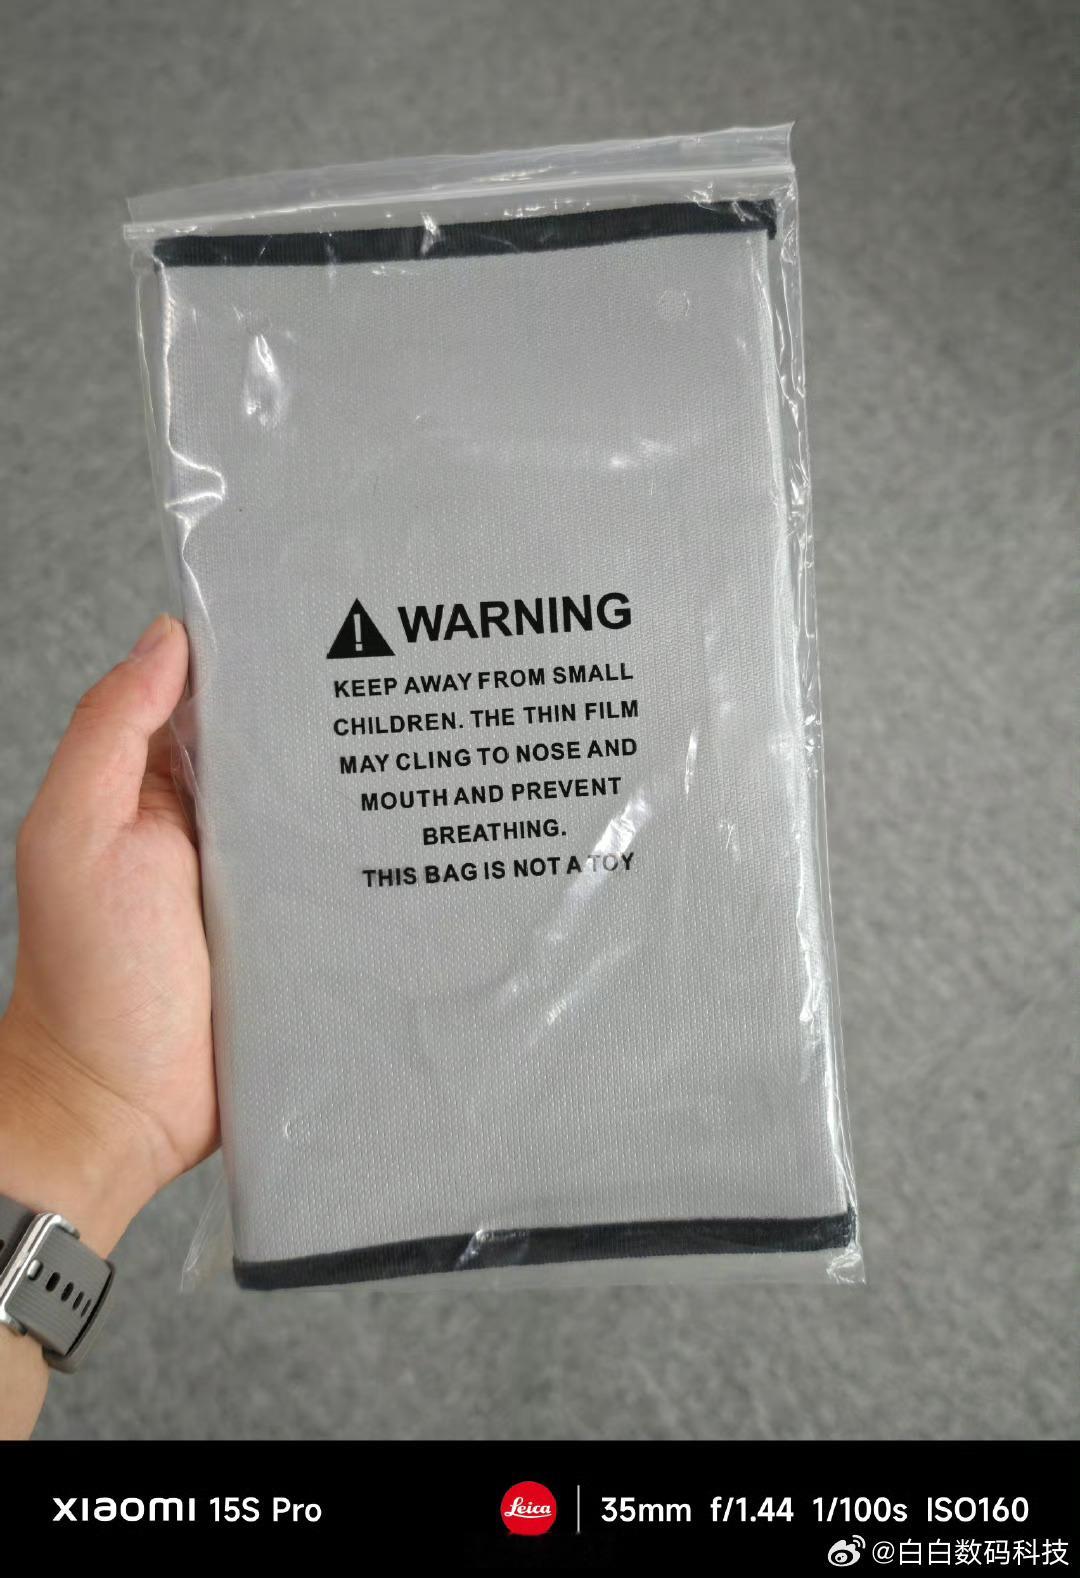 WARNING
KEEP AWAY FROM SMALL
CHILDREN. THE THIN FILM
MAY CLING TO NOSE AND
MOUTH AND PREVENT
BREATHING.
THIS BAG IS NOT A TOY
xiaomi 15S Pro
Leica
35mm f/1.44 1/100s ISO160
@白白数码科技